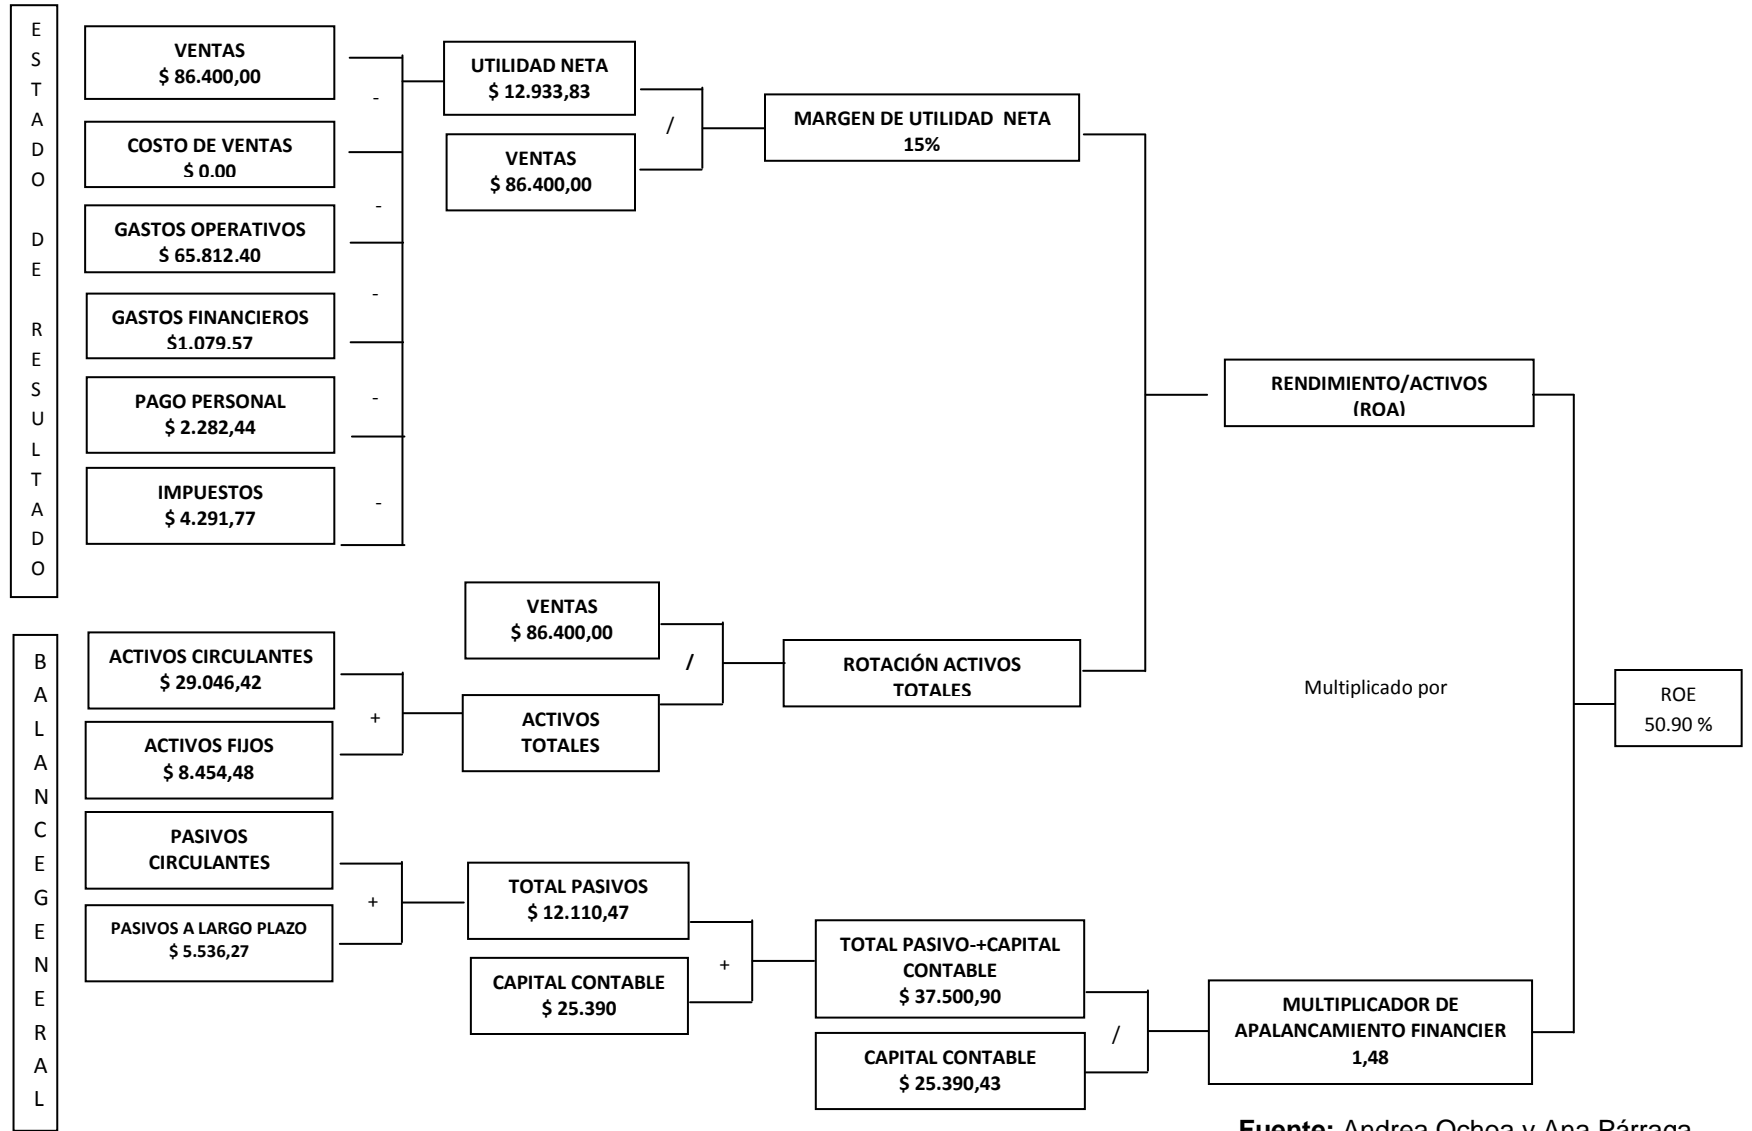 ESTADO DE RESULTADO
VENTAS
$ 86.400,00
COSTO DE VENTAS
$ 0.00
GASTOS OPERATIVOS
$ 65.812.40
GASTOS FINANCIEROS
$1.079.57
PAGO PERSONAL
$ 2.282,44
IMPUESTOS
$ 4.291,77
-
-
-
-
-
UTILIDAD NETA
$ 12.933,83
/
VENTAS
$ 86.400,00
MARGEN DE UTILIDAD NETA
15%
BALANCE GENERAL
ACTIVOS CIRCULANTES
$ 29.046,42
+
ACTIVOS FIJOS
$ 8.454,48
VENTAS
$ 86.400,00
/
ACTIVOS
TOTALES
ROTACIÓN ACTIVOS
TOTALES
RENDIMIENTO/ACTIVOS
(ROA)
Multiplicado por
ROE
50.90 %
PASIVOS
CIRCULANTES
+
PASIVOS A LARGO PLAZO
$ 5.536,27
TOTAL PASIVOS
$ 12.110,47
+
CAPITAL CONTABLE
$ 25.390
TOTAL PASIVO-+CAPITAL
CONTABLE
$ 37.500,90
/
CAPITAL CONTABLE
$ 25.390,43
MULTIPLICADOR DE
APALANCAMIENTO FINANCIER
1,48
Fuente: Andrea Ochoa y Ana Párraga